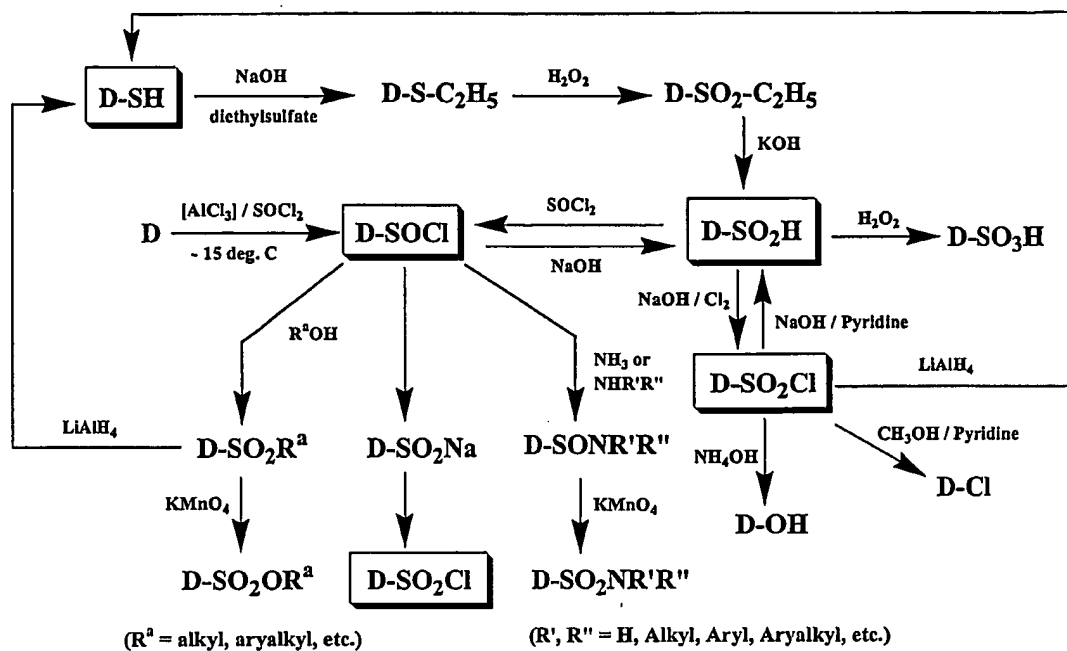 NaOH
H₂O₂
D-SH
D-S-C₂H₅
D-SO₂-C₂H₅
diethylsulfate
KOH
[AlCl₃] / SOCl₂
SOCl₂
H₂O₂
D
D-SOCl
D-SO₂H
D-SO₃H
~ 15 deg. C
NaOH
NaOH / Cl₂
NaOH / Pyridine
RᵃOH
NH₃ or
NHR'R"
D-SO₂Cl
LiAlH₄
LiAlH₄
D-SO₂Rᵃ
D-SO₂Na
D-SONR'R"
NH₄OH
CH₃OH / Pyridine
D-Cl
KMnO₄
KMnO₄
D-OH
D-SO₂ORᵃ
D-SO₂Cl
D-SO₂NR'R"
(Rᵃ = alkyl, aryalkyl, etc.)
(R', R" = H, Alkyl, Aryl, Aryalkyl, etc.)